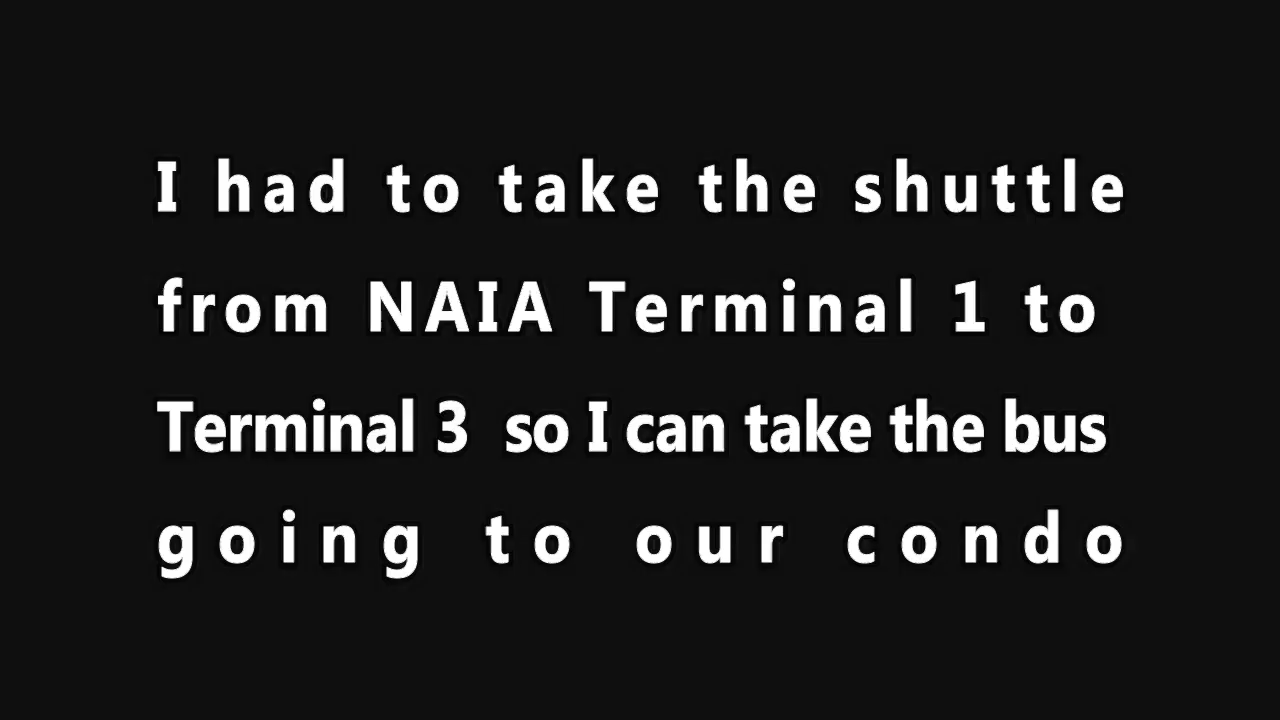 I had to take the shuttle
from NAIA Terminal 1 to
Terminal 3 so I can take the bus
going to our condo